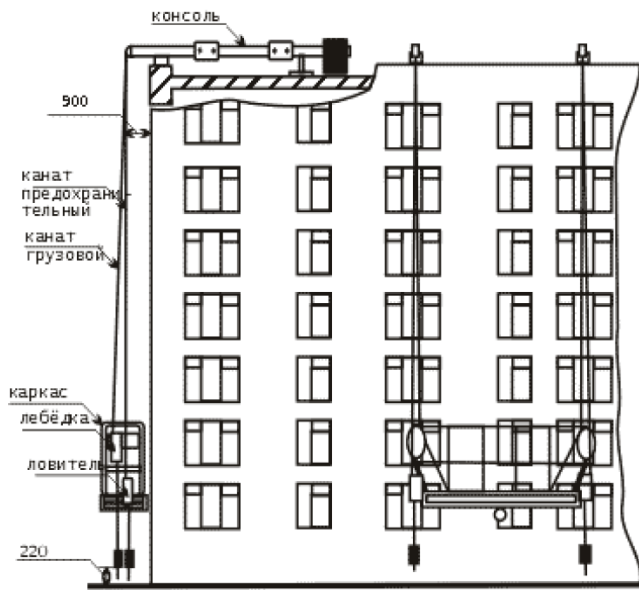 консоль
900
канат
предохрани
тельный
канат
грузовой
каркас
лебёдка
ловитель
220